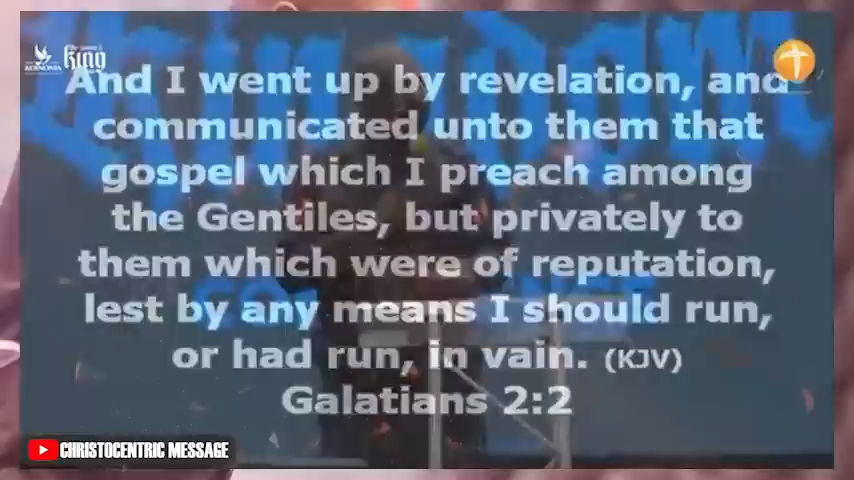 KOINONIA
king
And I went up by revelation, and
communicated unto them that
gospel which I preach among
the Gentiles, but privately to
them which were of reputation,
lest by any means I should run,
or had run, in vain. (KJV)
Galatians 2:2
CHRISTOCENTRIC MESSAGE